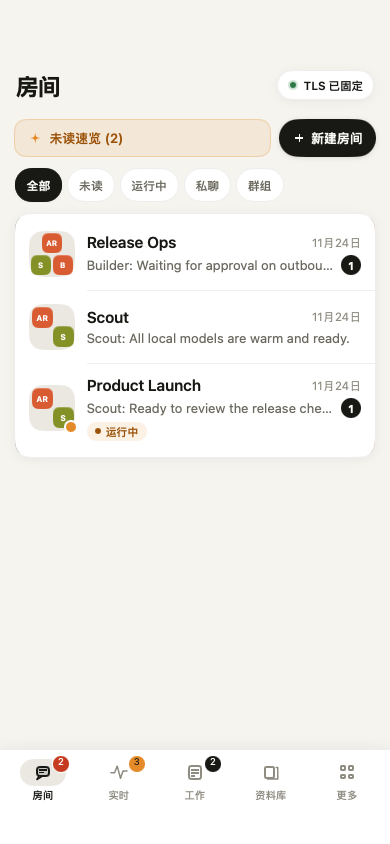 房间
TLS 已固定
未读速览 (2)
新建房间
全部
未读
运行中
私聊
群组
AR
S
B
Release Ops
11月24日
Builder: Waiting for approval on outbou...
1
AR
S
Scout
11月24日
Scout: All local models are warm and ready.
AR
S
Product Launch
11月24日
Scout: Ready to review the release che...
1
运行中
2
3
2
房间
实时
工作
资料库
更多